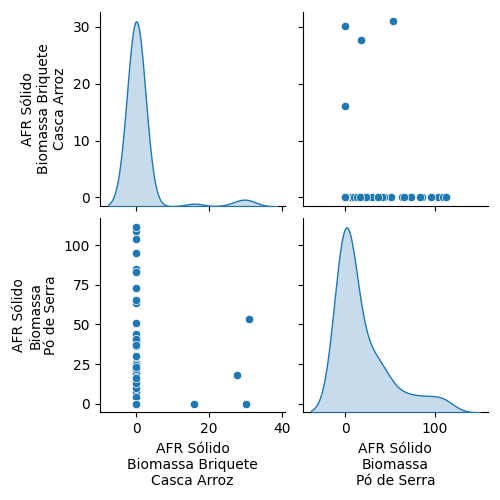 30
20
10
0
AFR Sólido
Biomassa Briquete
Casca Arroz
100
75
50
25
0
AFR Sólido
Biomassa
Pó de Serra
0 20 40
0 100
AFR Sólido
Biomassa Briquete
Casca Arroz
AFR Sólido
Biomassa
Pó de Serra